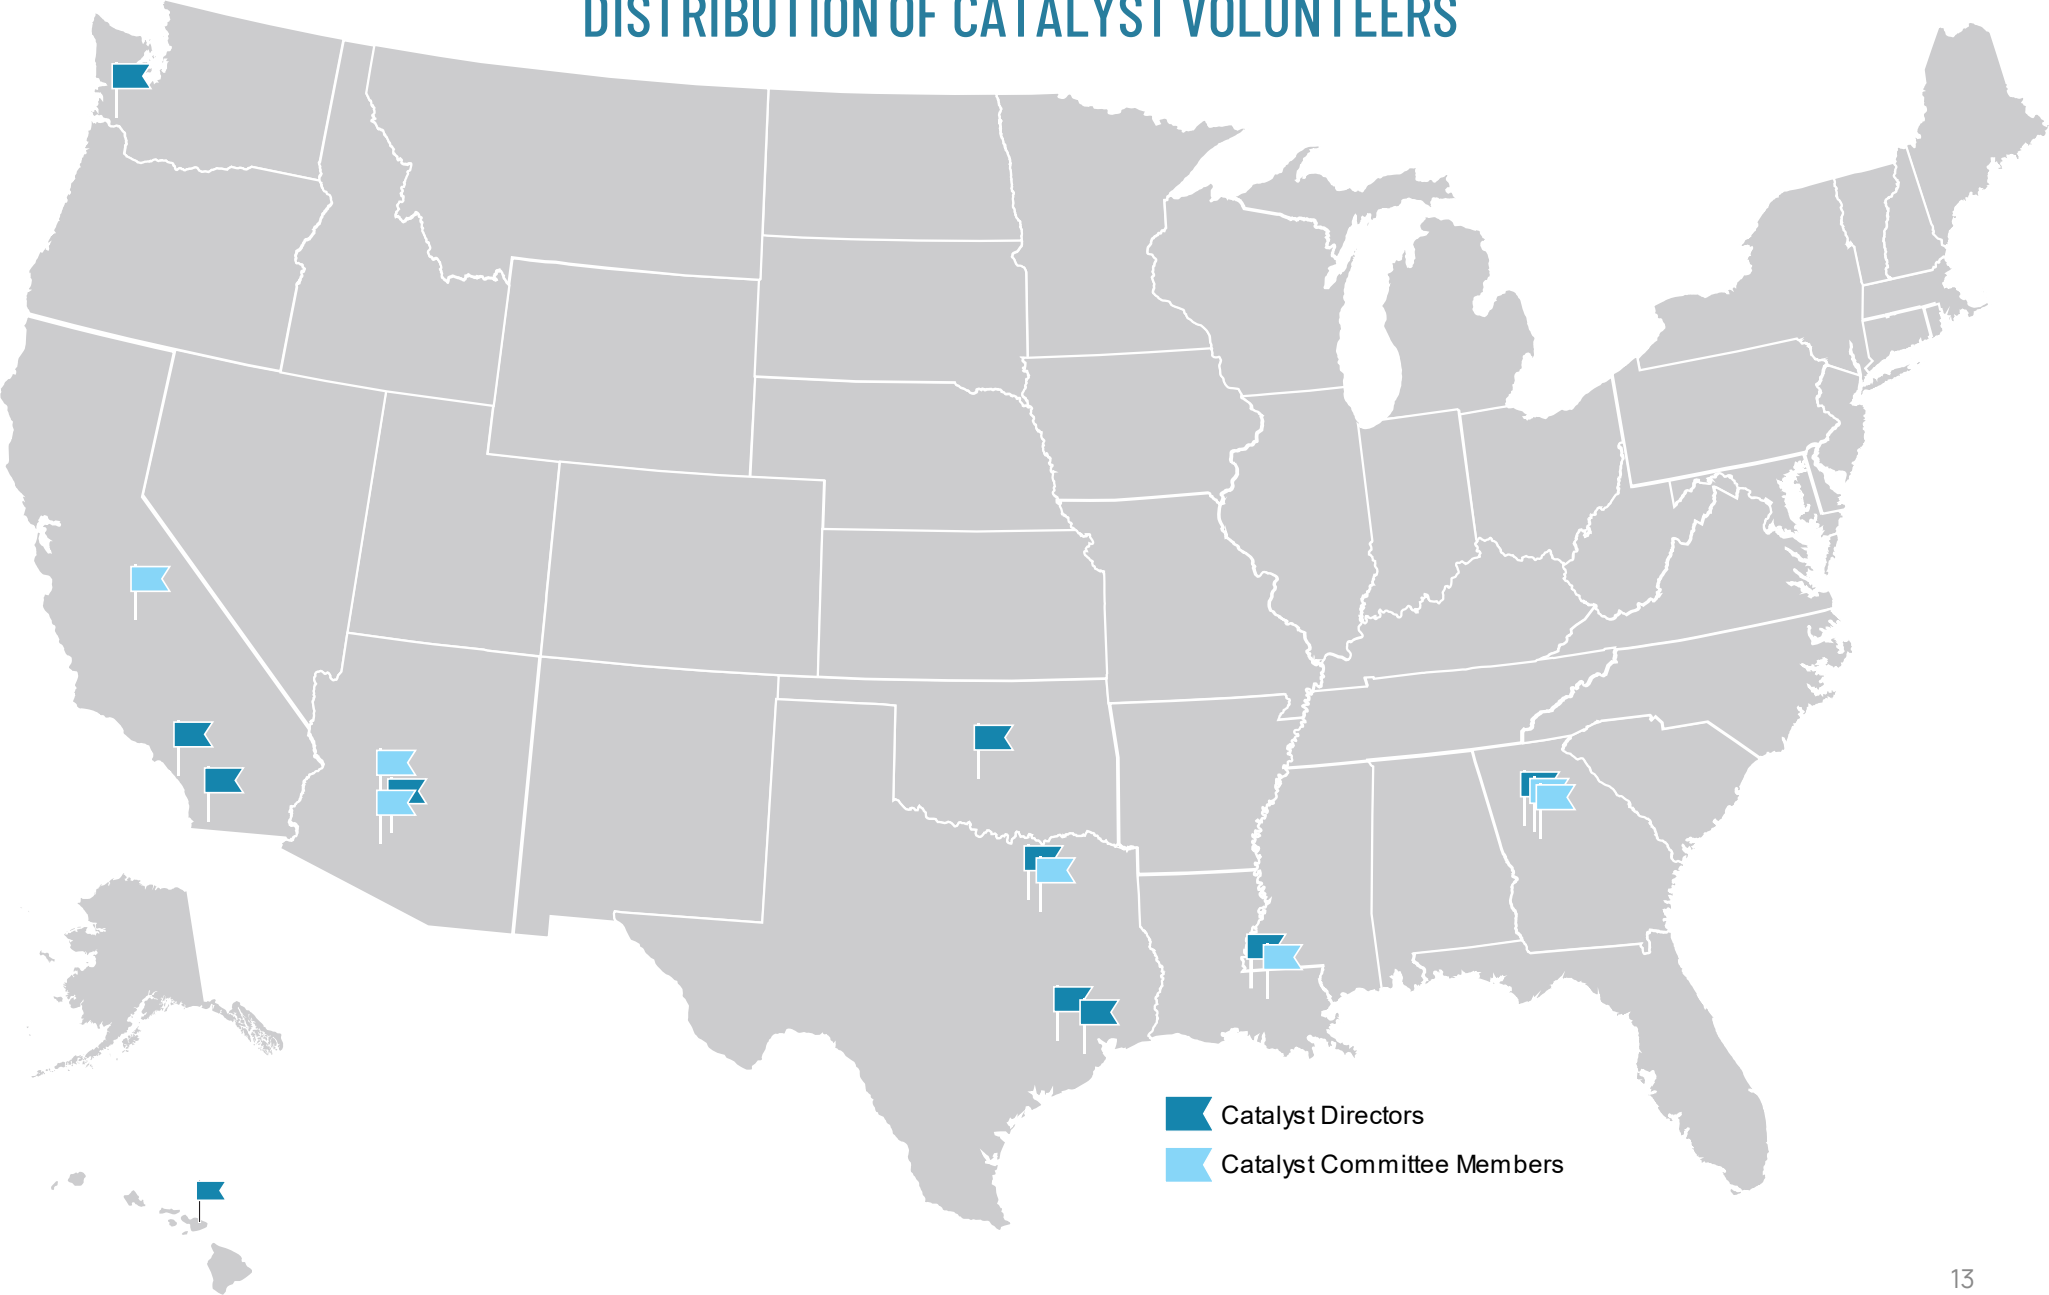 DISTRIBUTION OF CATALYST VOLUNTEERS
Catalyst Directors
Catalyst Committee Members
13